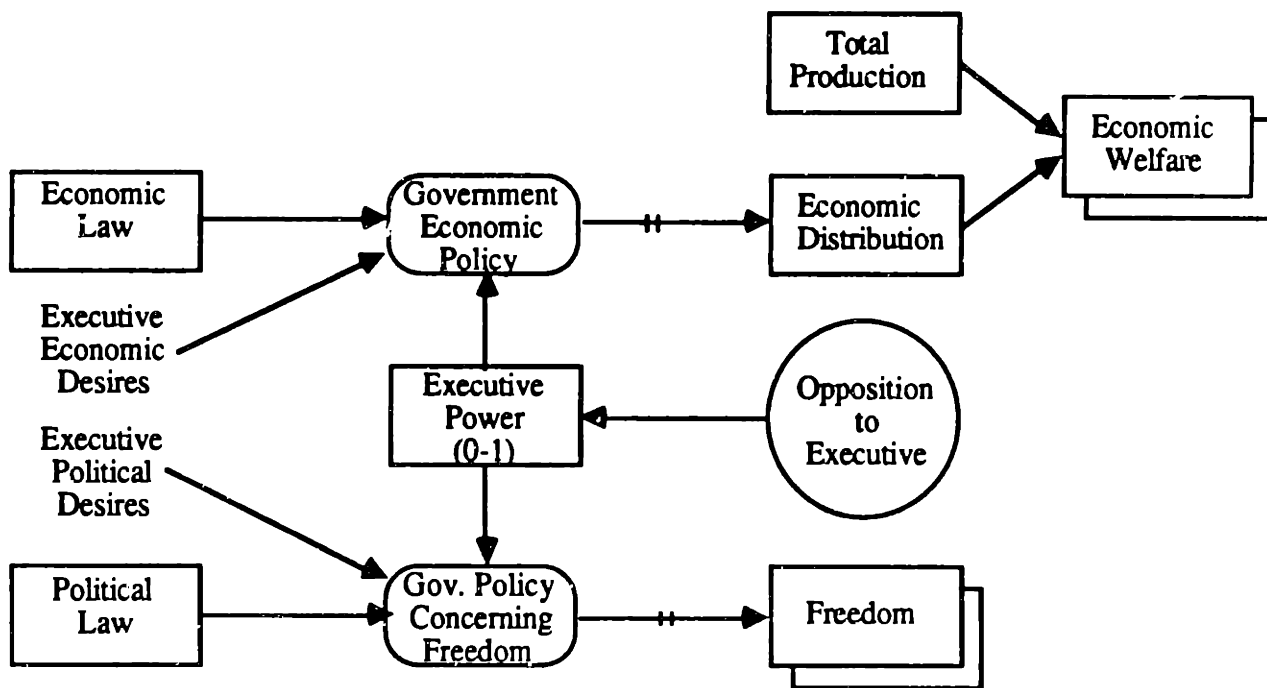 Total
Production
Economic
Welfare
Economic
Law
Government
Economic
Policy
Economic
Distribution
Executive
Economic
Desires
Executive
Power
(0-1)
Opposition
to
Executive
Executive
Political
Desires
Political
Law
Gov. Policy
Concerning
Freedom
Freedom